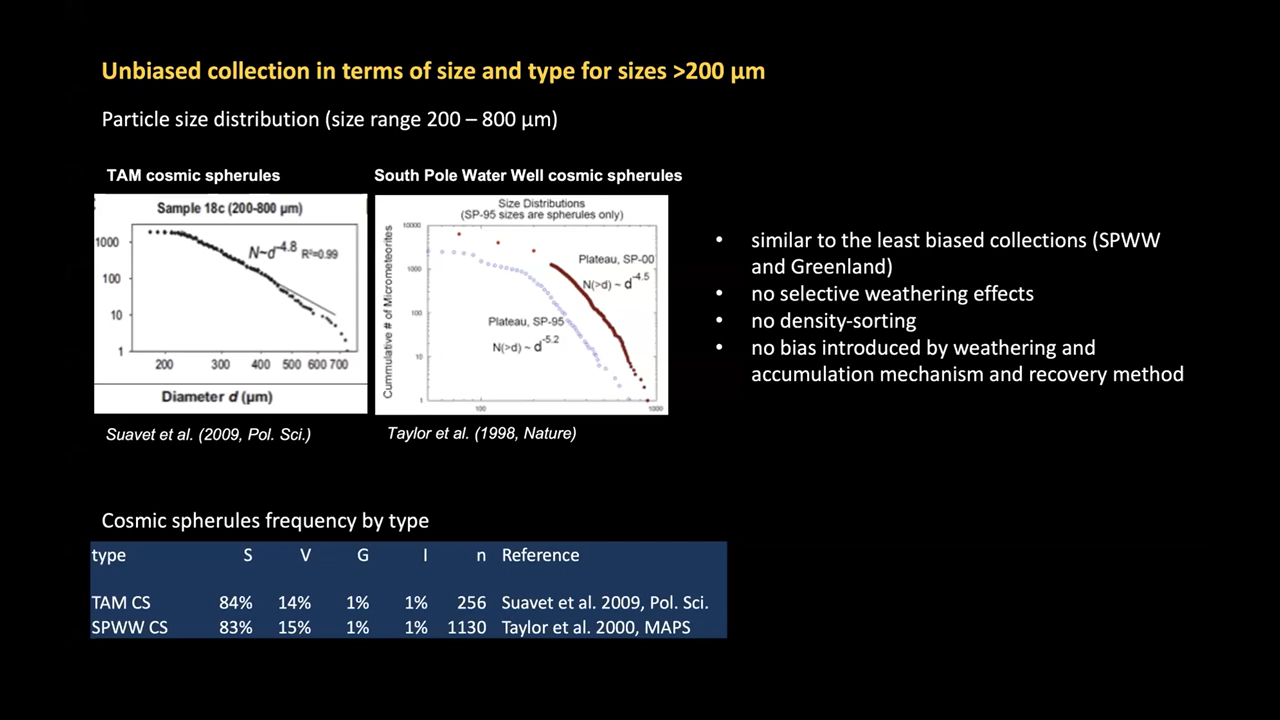 Unbiased collection in terms of size and type for sizes >200 µm
Particle size distribution (size range 200 – 800 µm)
TAM cosmic spherules
South Pole Water Well cosmic spherules
Sample 18c (200-800 µm)
N~d-4.8 R²=0.99
1000
100
10
1
200 300 400 500 600 700
Diameter d (µm)
Suavet et al. (2009, Pol. Sci.)
Size Distributions
(SP-95 sizes are spherules only)
Cummulative # of Micrometeorites
10000
1000
100
10
1
Plateau, SP-00
N(>d) ~ d-4.5
Plateau, SP-95
N(>d) ~ d-5.2
100 1000
Taylor et al. (1998, Nature)
• similar to the least biased collections (SPWW
and Greenland)
• no selective weathering effects
• no density-sorting
• no bias introduced by weathering and
accumulation mechanism and recovery method
Cosmic spherules frequency by type
type S V G I n Reference
TAM CS 84% 14% 1% 1% 256 Suavet et al. 2009, Pol. Sci.
SPWW CS 83% 15% 1% 1% 1130 Taylor et al. 2000, MAPS